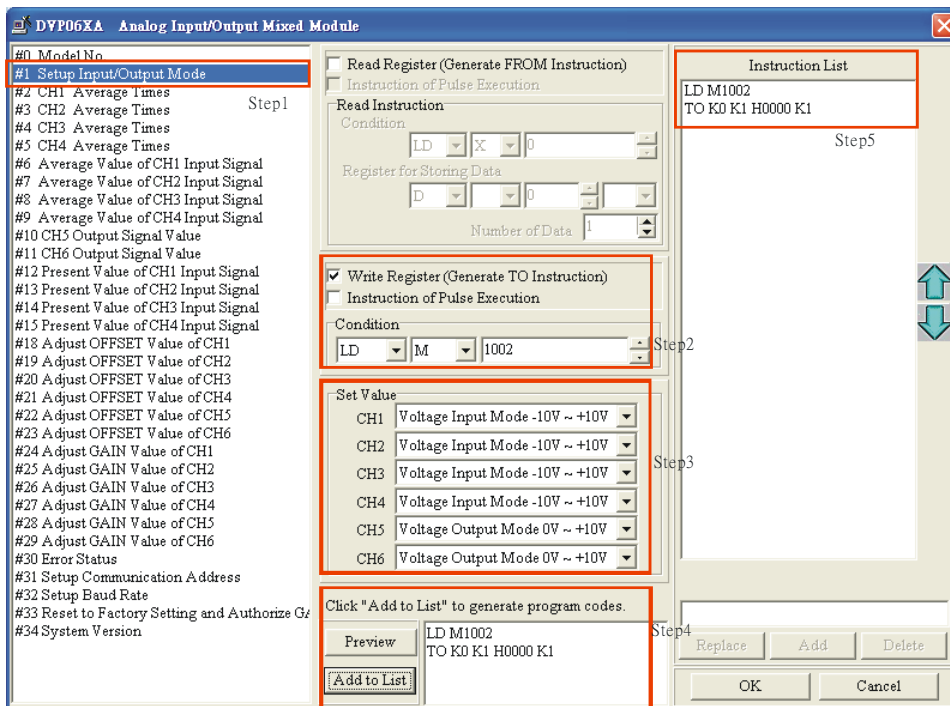 DVP06XA Analog Input/Output Mixed Module
#0 Model No
#1 Setup Input/Output Mode
#2 CH1 Average Times
#3 CH2 Average Times
#4 CH3 Average Times
#5 CH4 Average Times
#6 Average Value of CH1 Input Signal
#7 Average Value of CH2 Input Signal
#8 Average Value of CH3 Input Signal
#9 Average Value of CH4 Input Signal
#10 CH5 Output Signal Value
#11 CH6 Output Signal Value
#12 Present Value of CH1 Input Signal
#13 Present Value of CH2 Input Signal
#14 Present Value of CH3 Input Signal
#15 Present Value of CH4 Input Signal
#18 Adjust OFFSET Value of CH1
#19 Adjust OFFSET Value of CH2
#20 Adjust OFFSET Value of CH3
#21 Adjust OFFSET Value of CH4
#22 Adjust OFFSET Value of CH5
#23 Adjust OFFSET Value of CH6
#24 Adjust GAIN Value of CH1
#25 Adjust GAIN Value of CH2
#26 Adjust GAIN Value of CH3
#27 Adjust GAIN Value of CH4
#28 Adjust GAIN Value of CH5
#29 Adjust GAIN Value of CH6
#30 Error Status
#31 Setup Communication Address
#32 Setup Baud Rate
#33 Reset to Factory Setting and Authorize GA
#34 System Version
Step1
Read Register (Generate FROM Instruction)
Instruction of Pulse Execution
Read Instruction
Condition
LD X 0
Register for Storing Data
D 0
Number of Data 1
Write Register (Generate TO Instruction)
Instruction of Pulse Execution
Condition
LD M 1002
Step2
Set Value
CH1 Voltage Input Mode -10V ~ +10V
CH2 Voltage Input Mode -10V ~ +10V
CH3 Voltage Input Mode -10V ~ +10V
CH4 Voltage Input Mode -10V ~ +10V
CH5 Voltage Output Mode 0V ~ +10V
CH6 Voltage Output Mode 0V ~ +10V
Step3
Click "Add to List" to generate program codes.
Preview
Add to List
LD M1002
TO K0 K1 H0000 K1
Step4
Instruction List
LD M1002
TO K0 K1 H0000 K1
Step5
Replace Add Delete
OK Cancel